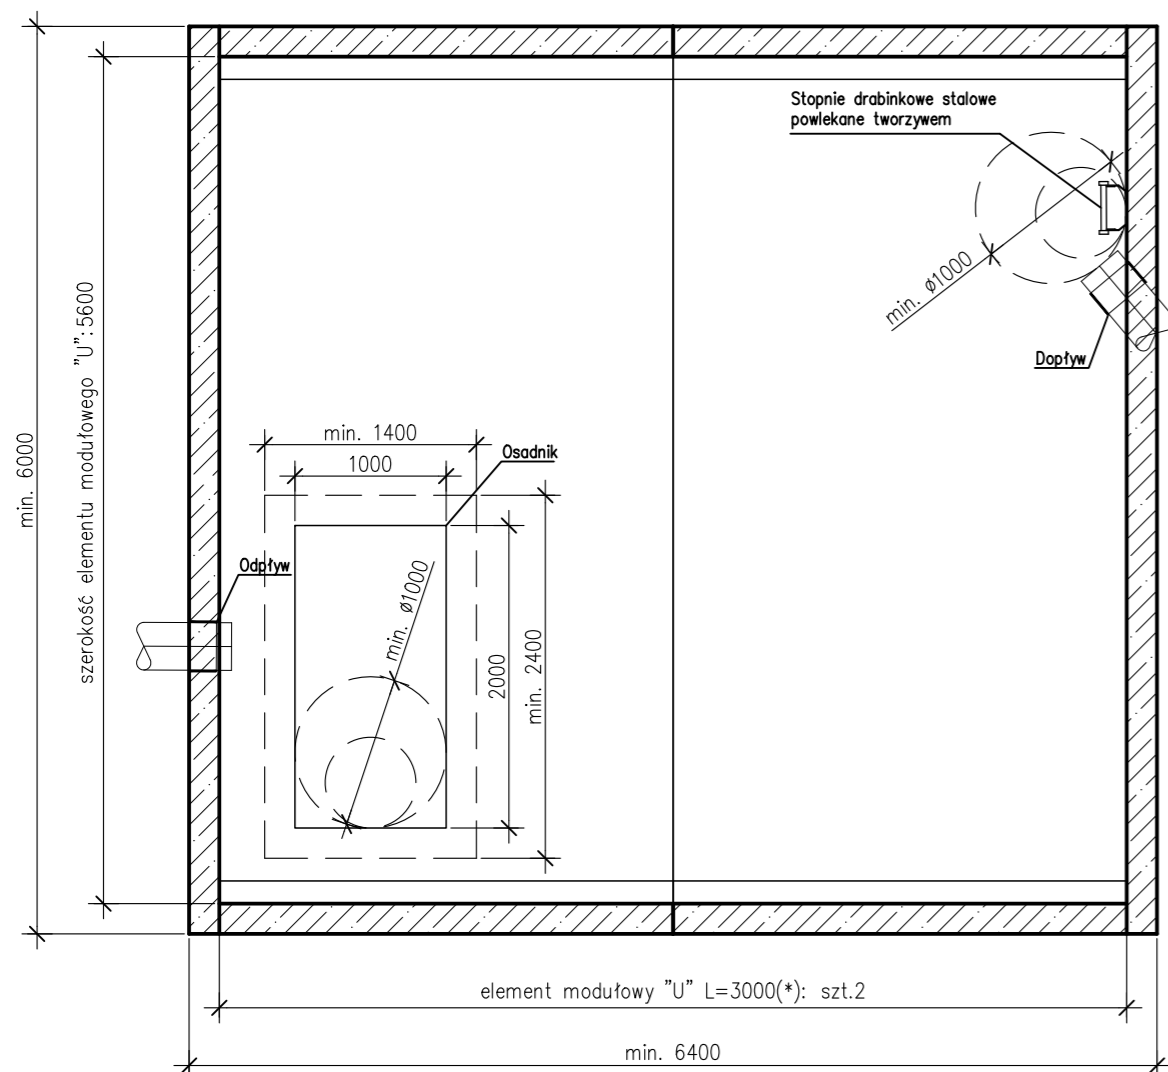 Stopnie drabinkowe stalowe
powlekane tworzywem
min. ø1000
Dopływ
min. 6000
szerokość elementu modułowego "U": 5600
min. 1400
1000
Osadnik
Odpływ
min. ø1000
2000
min. 2400
element modułowy "U" L=3000(*): szt.2
min. 6400